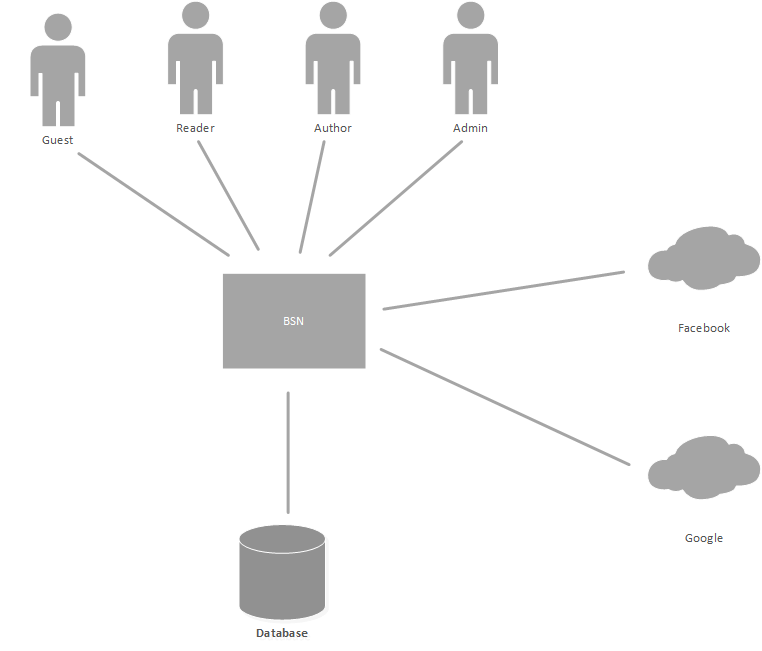 Guest
Reader
Author
Admin
BSN
Facebook
Google
Database